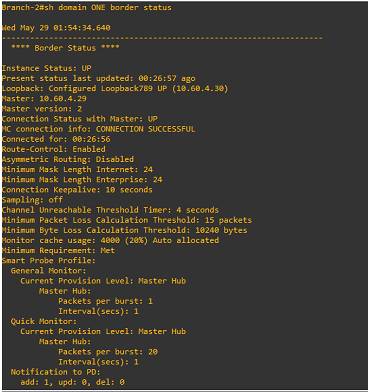 Branch-2#sh domain ONE border status
Wed May 29 01:54:34.640
--------------------------------------------------------------------
**** Border Status ****
Instance Status: UP
Present status last updated: 00:26:57 ago
Loopback: Configured Loopback789 UP (10.60.4.30)
Master: 10.60.4.29
Master version: 2
Connection Status with Master: UP
MC connection info: CONNECTION SUCCESSFUL
Connected for: 00:26:56
Route-Control: Enabled
Asymmetric Routing: Disabled
Minimum Mask Length Internet: 24
Minimum Mask Length Enterprise: 24
Connection Keepalive: 10 seconds
Sampling: off
Channel Unreachable Threshold Timer: 4 seconds
Minimum Packet Loss Calculation Threshold: 15 packets
Minimum Byte Loss Calculation Threshold: 10240 bytes
Monitor cache usage: 4000 (20%) Auto allocated
Minimum Requirement: Met
Smart Probe Profile:
General Monitor:
Current Provision Level: Master Hub
Master Hub:
Packets per burst: 1
Interval(secs): 1
Quick Monitor:
Current Provision Level: Master Hub
Master Hub:
Packets per burst: 20
Interval(secs): 1
Notification to PD:
add: 1, upd: 0, del: 0